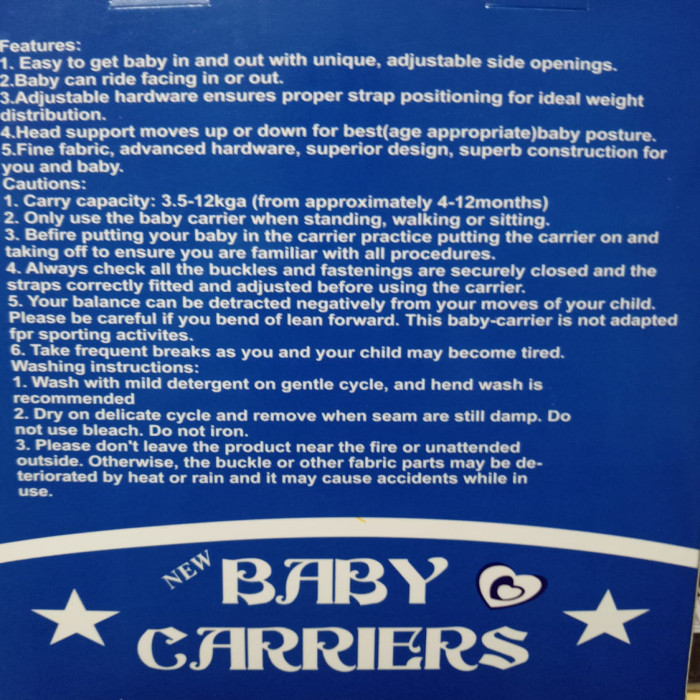 Features:
1. Easy to get baby in and out with unique, adjustable side openings.
2.Baby can ride facing in or out.
3.Adjustable hardware ensures proper strap positioning for ideal weight
distribution.
4.Head support moves up or down for best(age appropriate)baby posture.
5.Fine fabric, advanced hardware, superior design, superb construction for
you and baby.
Cautions:
1. Carry capacity: 3.5-12kga (from approximately 4-12months)
2. Only use the baby carrier when standing, walking or sitting.
3. Befire putting your baby in the carrier practice putting the carrier on and
taking off to ensure you are familiar with all procedures.
4. Always check all the buckles and fastenings are securely closed and the
straps correctly fitted and adjusted before using the carrier.
5. Your balance can be detracted negatively from your moves of your child.
Please be careful if you bend of lean forward. This baby-carrier is not adapted
fpr sporting activites.
6. Take frequent breaks as you and your child may become tired.
Washing instructions:
1. Wash with mild detergent on gentle cycle, and hend wash is
recommended
2. Dry on delicate cycle and remove when seam are still damp. Do
not use bleach. Do not iron.
3. Please don't leave the product near the fire or unattended
outside. Otherwise, the buckle or other fabric parts may be de-
teriorated by heat or rain and it may cause accidents while in
use.
NEW BABY
CARRIERS